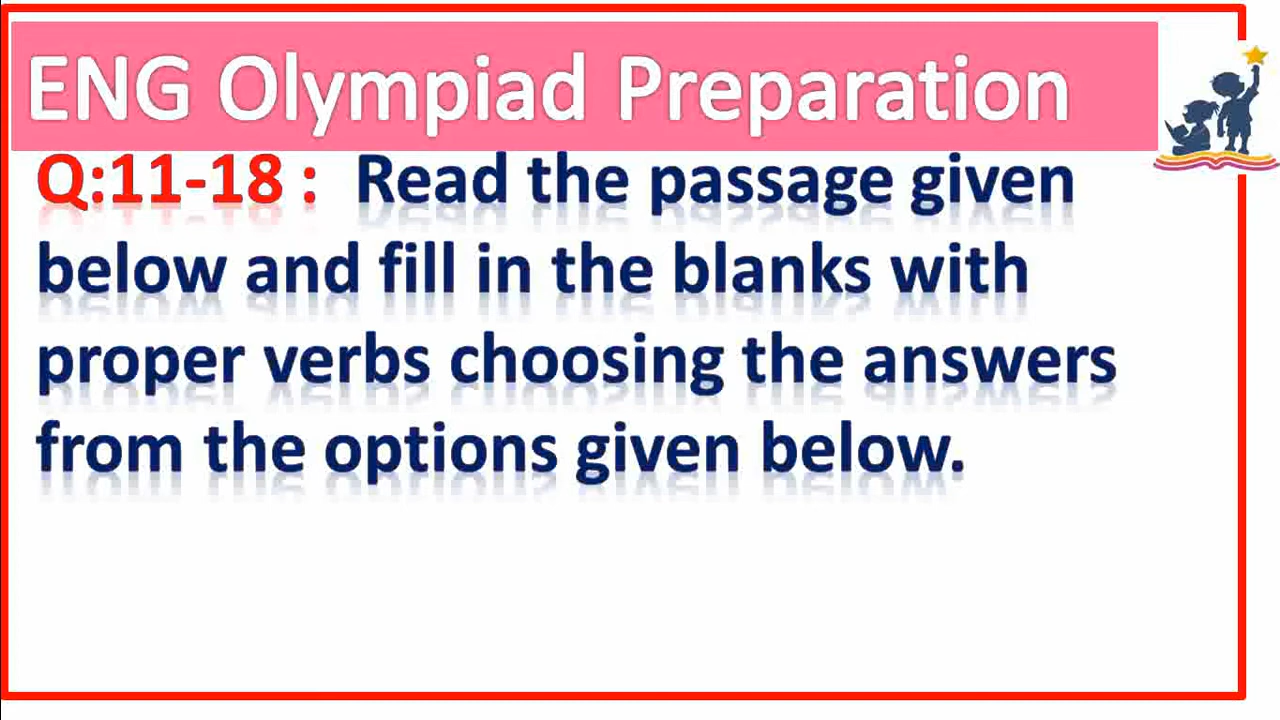 ENG Olympiad Preparation
Q:11-18 : Read the passage given
below and fill in the blanks with
proper verbs choosing the answers
from the options given below.